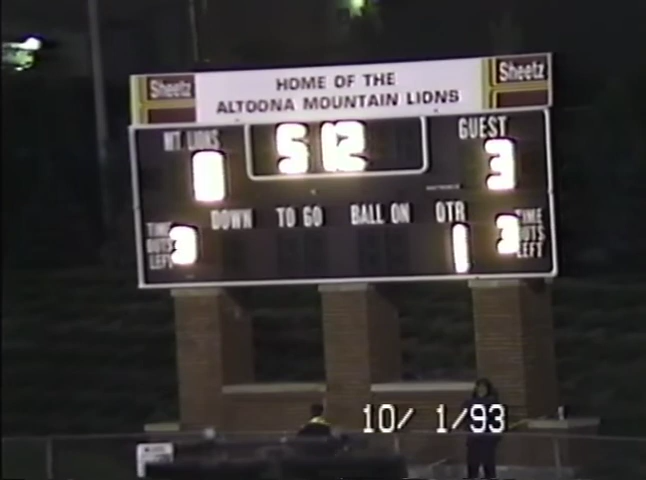 Sheetz
HOME OF THE
ALTOONA MOUNTAIN LIONS
Sheetz
MT. LIONS
0
5 12
GUEST
3
DOWN TO GO BALL ON QTR
1
TIME
OUTS
LEFT
3
TIME
OUTS
LEFT
3
10/ 1/93